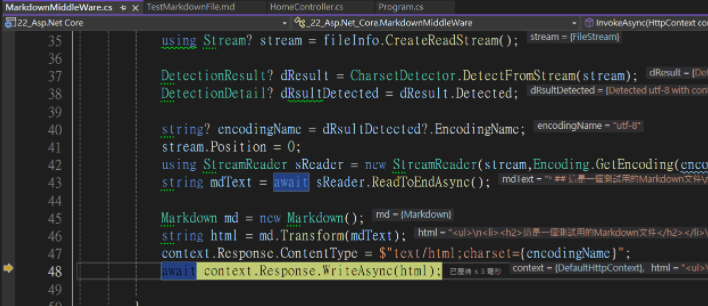 MarkdownMiddleWare.cs TestMarkdownFile.md HomeController.cs Program.cs
22_Asp.Net Core _22_Asp.Net_Core.MarkdownMiddleWare InvokeAsync(HttpContext co
35 using Stream? stream = fileInfo.CreateReadStream(); stream = {FileStream}
36
37 DetectionResult? dResult = CharsetDetector.DetectFromStream(stream); dResult = {Det
38 DetectionDetail? dRsultDetected = dResult.Detected; dRsultDetected = {Detected utf-8 with con
39
40 string? encodingName = dRsultDetected?.EncodingName; encodingName = "utf-8"
41 stream.Position = 0;
42 using StreamReader sReader = new StreamReader(stream,Encoding.GetEncoding(enco
43 string mdText = await sReader.ReadToEndAsync(); mdText = "* ## 這是一個測試用的Markdown文件\r
44
45 Markdown md = new Markdown(); md = {Markdown}
46 string html = md.Transform(mdText); html = "<ul>\n<li><h2>這是一個測試用的Markdown文件</h2></li>\
47 context.Response.ContentType = $"text/html;charset={encodingName}";
48 await context.Response.WriteAsync(html); 已歷時 ≤ 3 毫秒 context = {DefaultHttpContext}, html = "<ul>
49